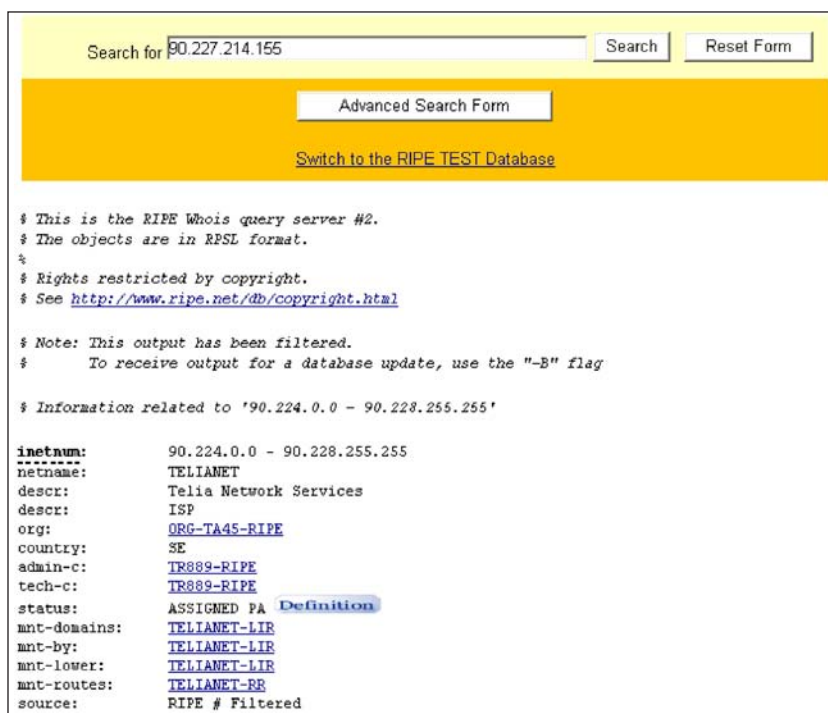 Search for 90.227.214.155 Search Reset Form
Advanced Search Form
Switch to the RIPE TEST Database
% This is the RIPE Whois query server #2.
% The objects are in RPSL format.
%
% Rights restricted by copyright.
% See http://www.ripe.net/db/copyright.html
% Note: This output has been filtered.
% To receive output for a database update, use the "-B" flag
% Information related to '90.224.0.0 - 90.228.255.255'
inetnum: 90.224.0.0 - 90.228.255.255
netname: TELIANET
descr: Telia Network Services
descr: ISP
org: ORG-TA45-RIPE
country: SE
admin-c: TR889-RIPE
tech-c: TR889-RIPE
status: ASSIGNED PA Definition
mnt-domains: TELIANET-LIR
mnt-by: TELIANET-LIR
mnt-lower: TELIANET-LIR
mnt-routes: TELIANET-RR
source: RIPE # Filtered